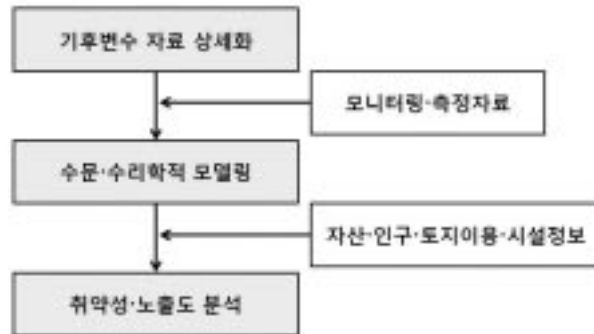 기후변수 자료 상세화
모니터링·측정자료
수문·수리학적 모델링
자산·인구·토지이용·시설정보
취약성·노출도 분석